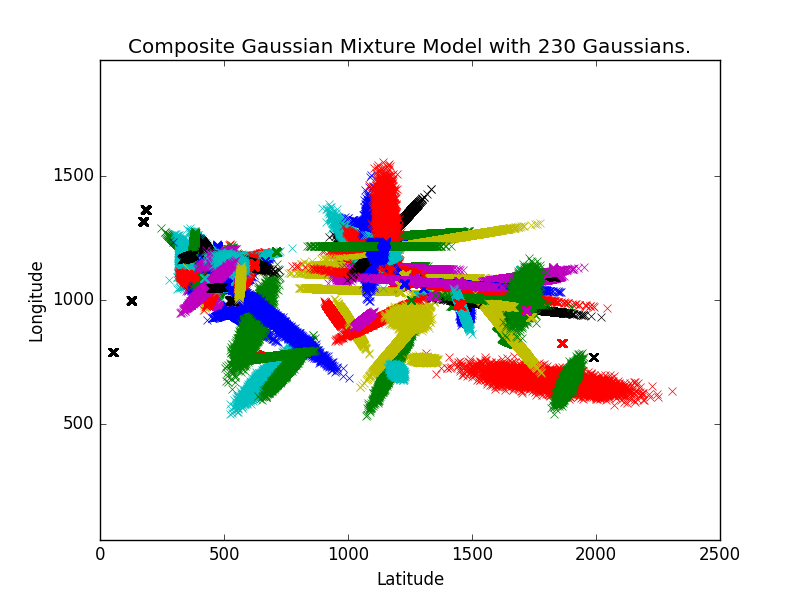 Composite Gaussian Mixture Model with 230 Gaussians.
1500
1000
500
Longitude
0 500 1000 1500 2000 2500
Latitude